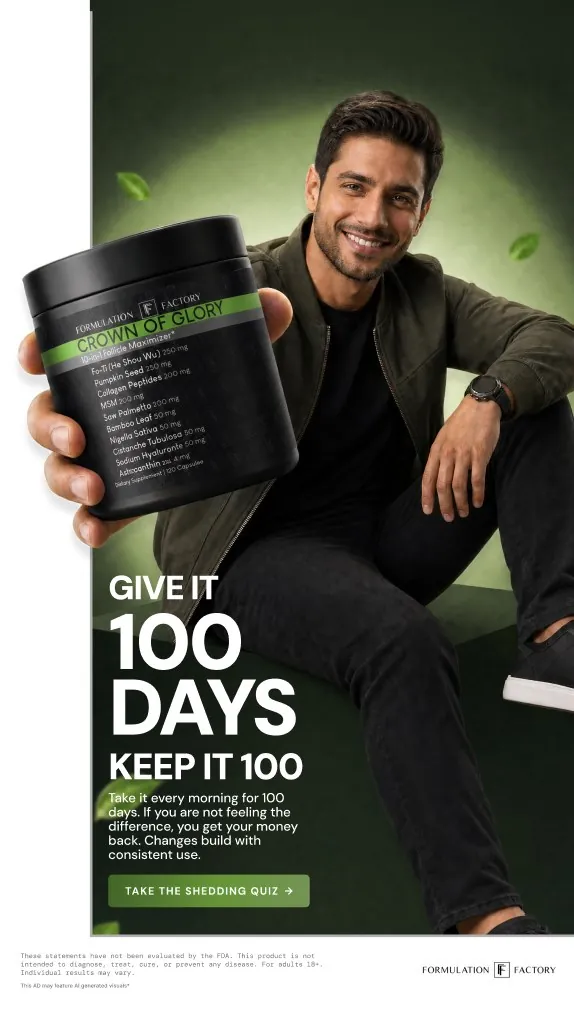 FORMULATION F FACTORY
CROWN OF GLORY
10-in-1 Follicle Maximizer*
Fo-Ti (He Shou Wu) 250 mg
Pumpkin Seed 250 mg
Collagen Peptides 200 mg
MSM 200 mg
Saw Palmetto 200 mg
Bamboo Leaf 50 mg
Nigella Sativa 50 mg
Cistanche Tubulosa 50 mg
Sodium Hyaluronte 50 mg
Astaxanthin 4 mg
Dietary Supplement | 120 Capsules
GIVE IT
100
DAYS
KEEP IT 100
Take it every morning for 100
days. If you are not feeling the
difference, you get your money
back. Changes build with
consistent use.
TAKE THE SHEDDING QUIZ →
These statements have not been evaluated by the FDA. This product is not
intended to diagnose, treat, cure, or prevent any disease. For adults 18+.
Individual results may vary.
This AD may feature AI generated visuals*
FORMULATION F FACTORY